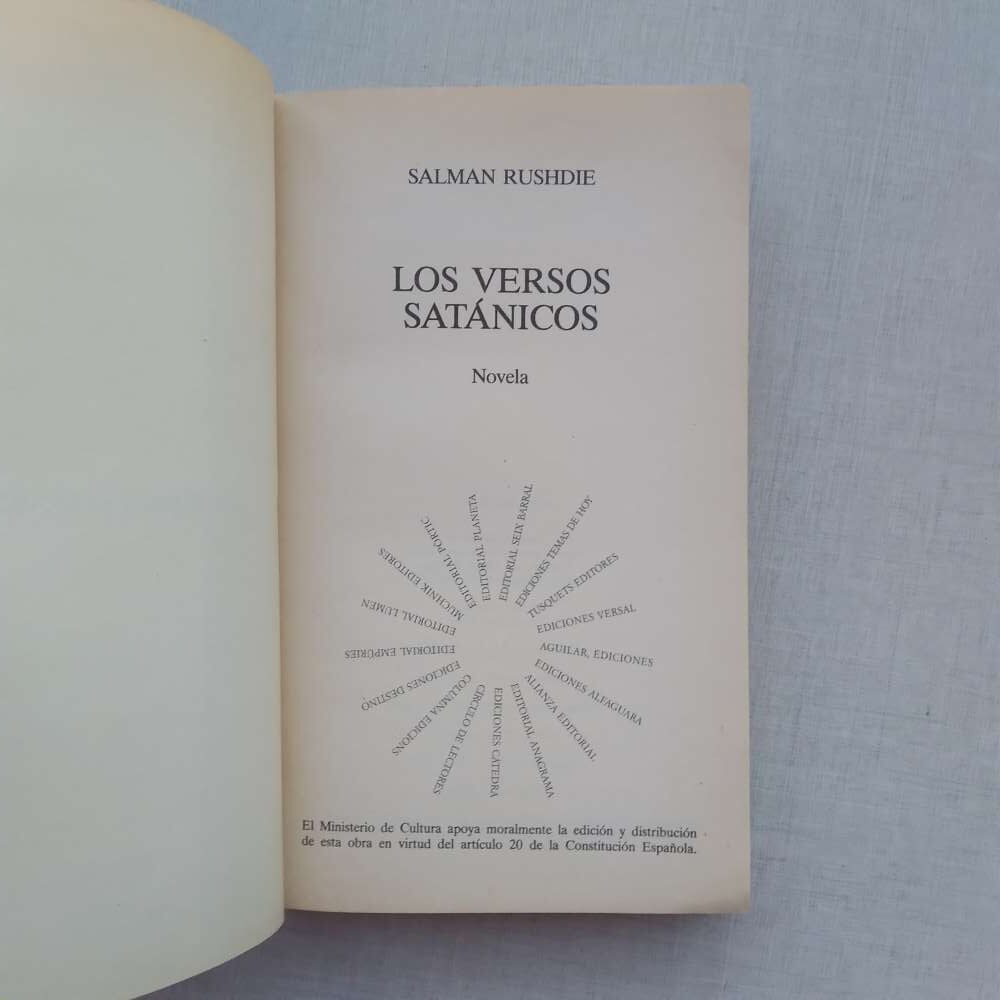 SALMAN RUSHDIE
LOS VERSOS
SATÁNICOS
Novela
EDITORIAL SEIX BARRAL
EDICIONES TEMAS DE HOY
TUSQUETS EDITORES
EDICIONES VERSAL
AGUILAR, EDICIONES
EDICIONES ALFAGUARA
ALIANZA EDITORIAL
EDITORIAL ANAGRAMA
EDICIONES CÁTEDRA
CÍRCULO DE LECTORES
COLUMNA EDICIONS
EDICIONES DESTINO
EDITORIAL EMPÚRIES
EDITORIAL LUMEN
MUCHNIK EDITORES
EDITORIAL PÒRTIC
EDITORIAL PLANETA
El Ministerio de Cultura apoya moralmente la edición y distribución
de esta obra en virtud del artículo 20 de la Constitución Española.